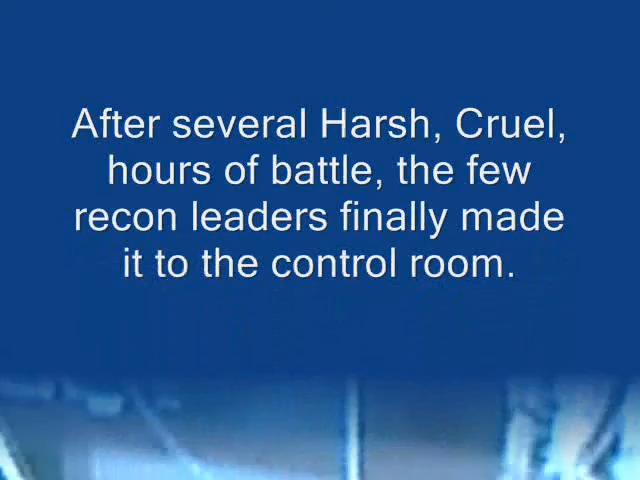 After several Harsh, Cruel,
hours of battle, the few
recon leaders finally made
it to the control room.